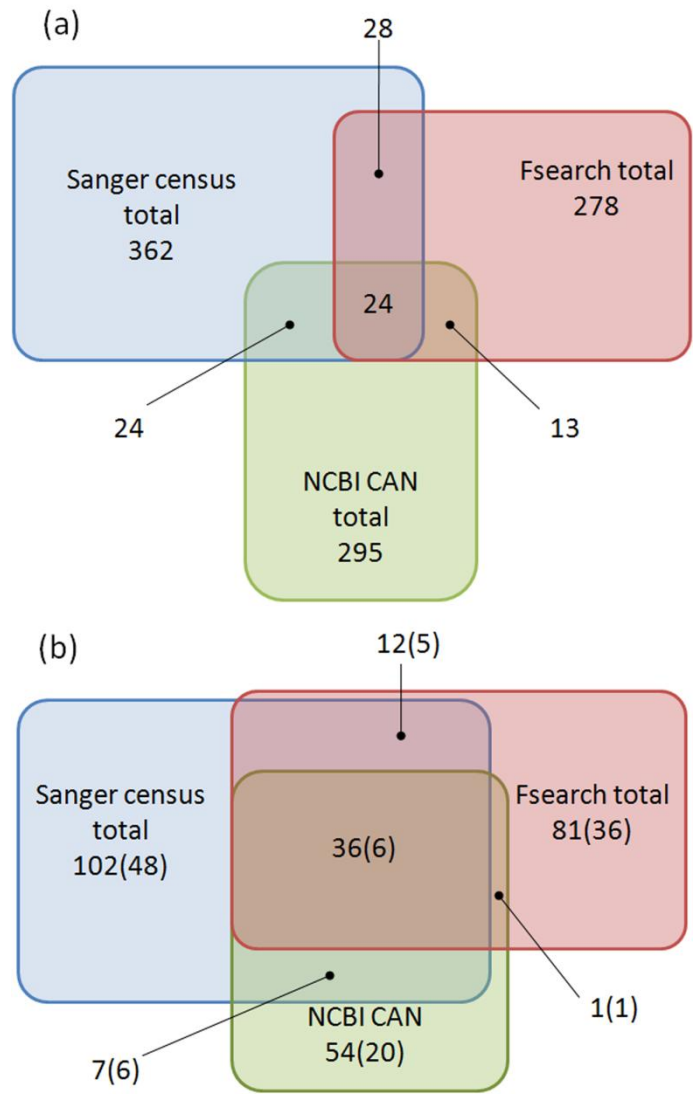 (a)
28
Sanger census
total
362
Fsearch total
278
24
24
13
NCBI CAN
total
295
(b)
12(5)
Sanger census
total
102(48)
Fsearch total
81(36)
36(6)
1(1)
NCBI CAN
54(20)
7(6)